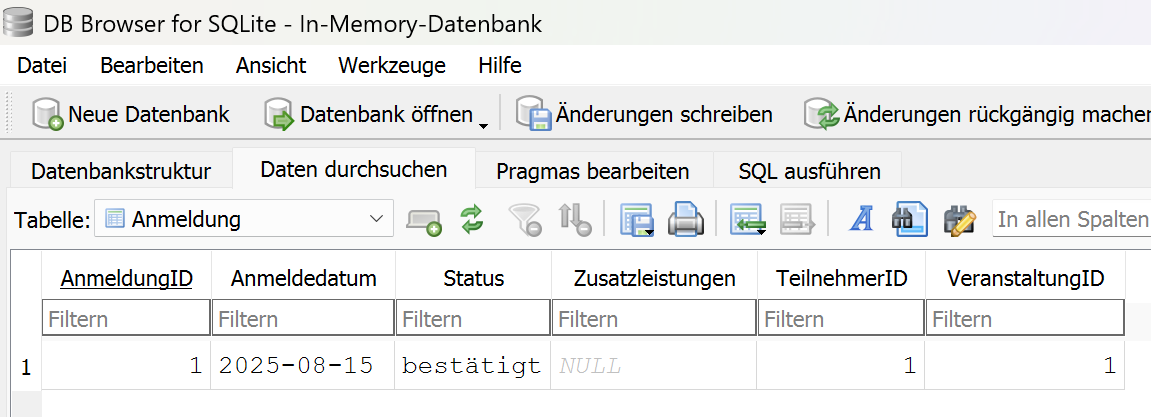 DB Browser for SQLite - In-Memory-Datenbank
Datei Bearbeiten Ansicht Werkzeuge Hilfe
Neue Datenbank Datenbank öffnen Änderungen schreiben Änderungen rückgängig machen
Datenbankstruktur Daten durchsuchen Pragmas bearbeiten SQL ausführen
Tabelle: Anmeldung A In allen Spalten
AnmeldungID Anmeldedatum Status Zusatzleistungen TeilnehmerID VeranstaltungID
Filtern Filtern Filtern Filtern Filtern Filtern
1 1 2025-08-15 bestätigt NULL 1 1